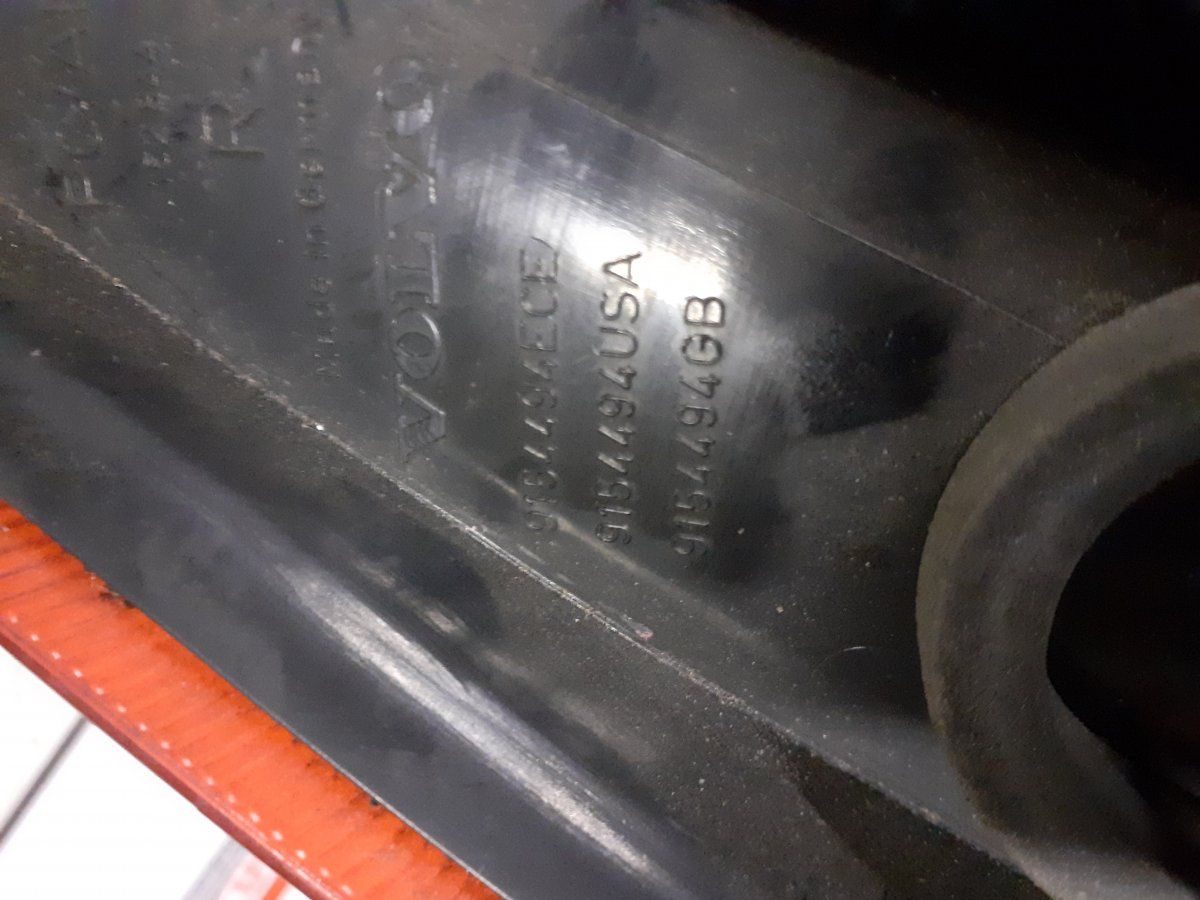 R
Made in Germany
VOLVO
9154494ECE
9154494USA
9154494GB